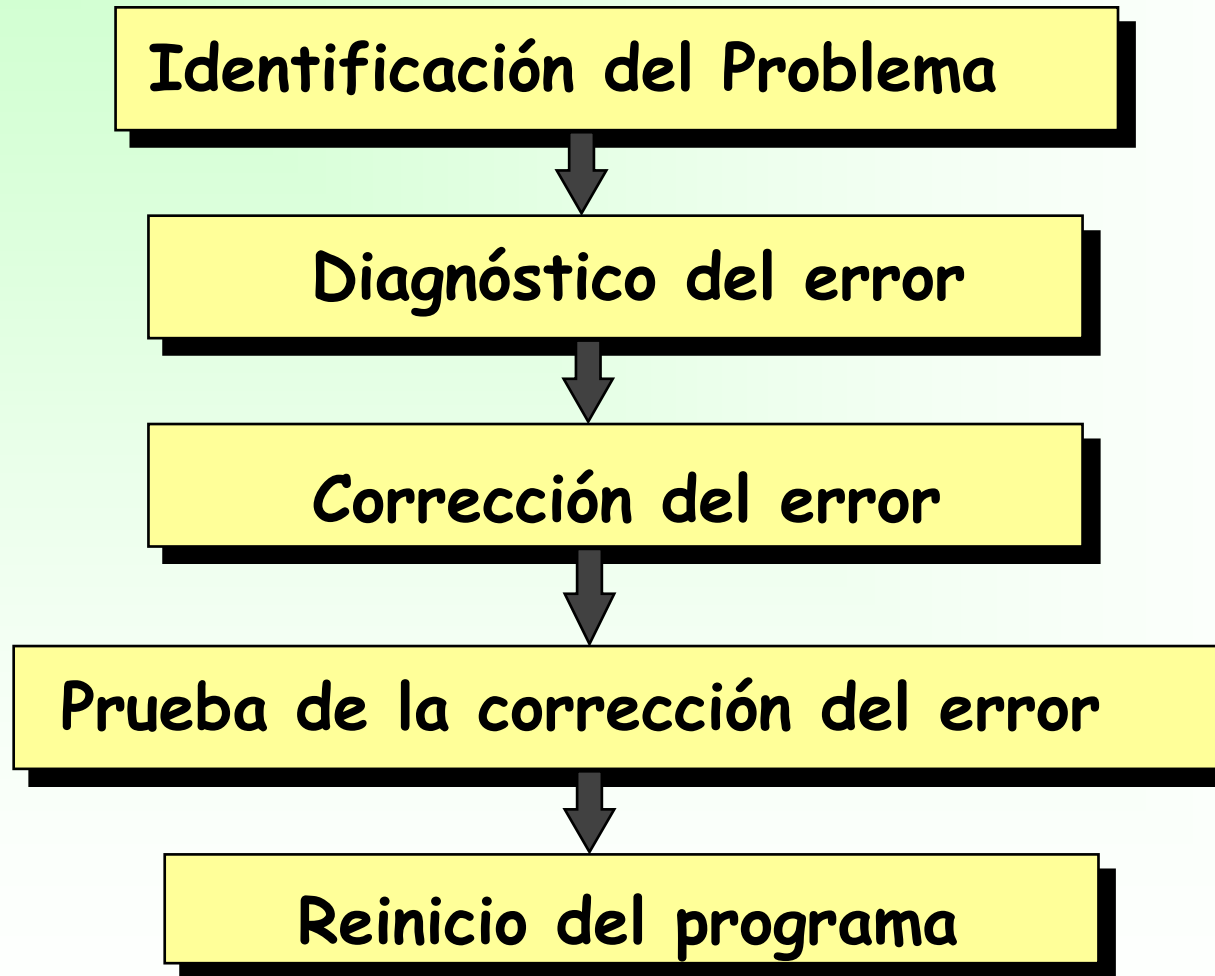 Identificación del Problema
Diagnóstico del error
Corrección del error
Prueba de la corrección del error
Reinicio del programa